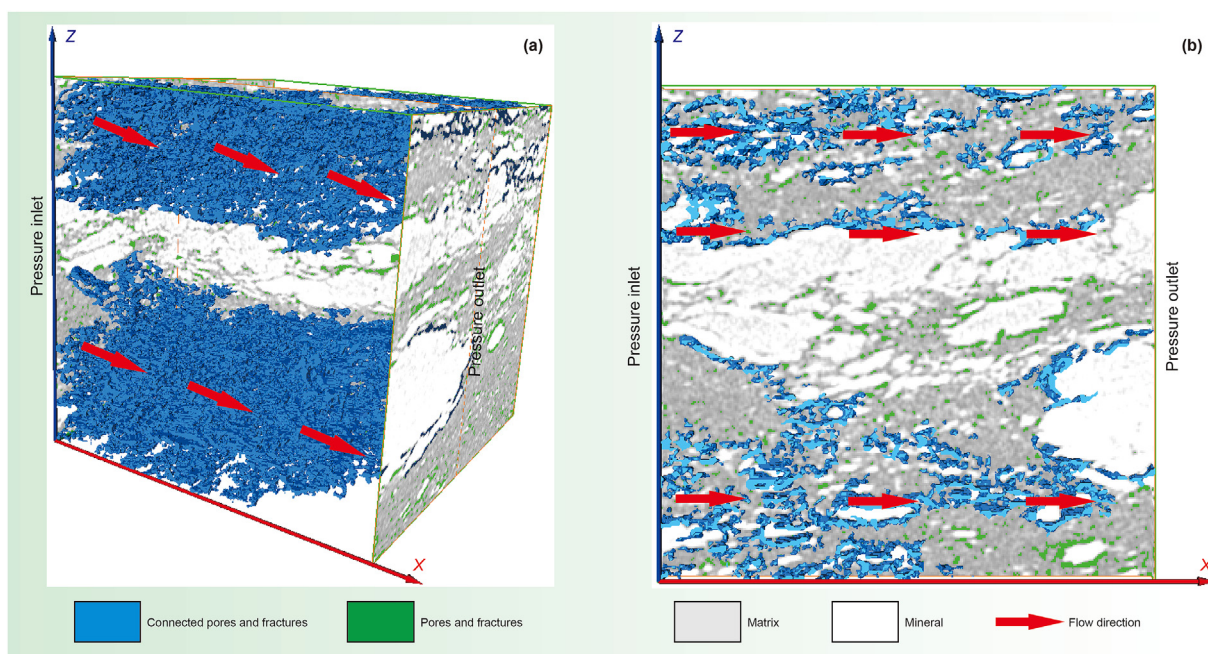 Z
(a)
Pressure inlet
Pressure outlet
X
Z
(b)
Pressure inlet
Pressure outlet
X
Connected pores and fractures
Pores and fractures
Matrix
Mineral
Flow direction